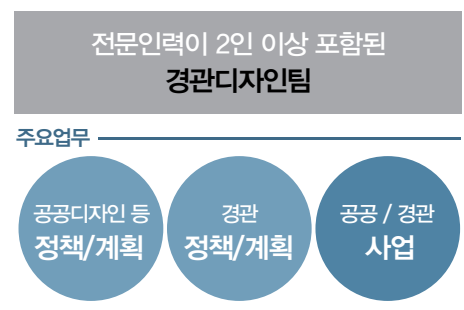 전문인력이 2인 이상 포함된
경관디자인팀
주요업무
공공디자인 등
정책/계획
경관
정책/계획
공공 / 경관
사업